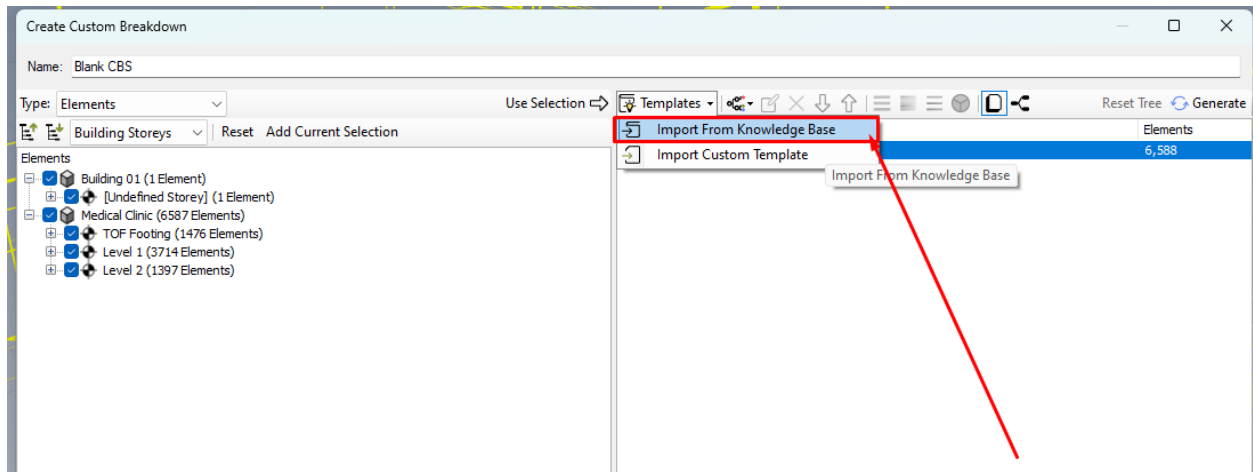 Create Custom Breakdown
Name: Blank CBS
Type: Elements
Use Selection
Templates
Reset Tree
Generate
Building Storeys
Reset
Add Current Selection
Import From Knowledge Base
Import Custom Template
Import From Knowledge Base
Elements
6,588
Elements
Building 01 (1 Element)
[Undefined Storey] (1 Element)
Medical Clinic (6587 Elements)
TOF Footing (1476 Elements)
Level 1 (3714 Elements)
Level 2 (1397 Elements)